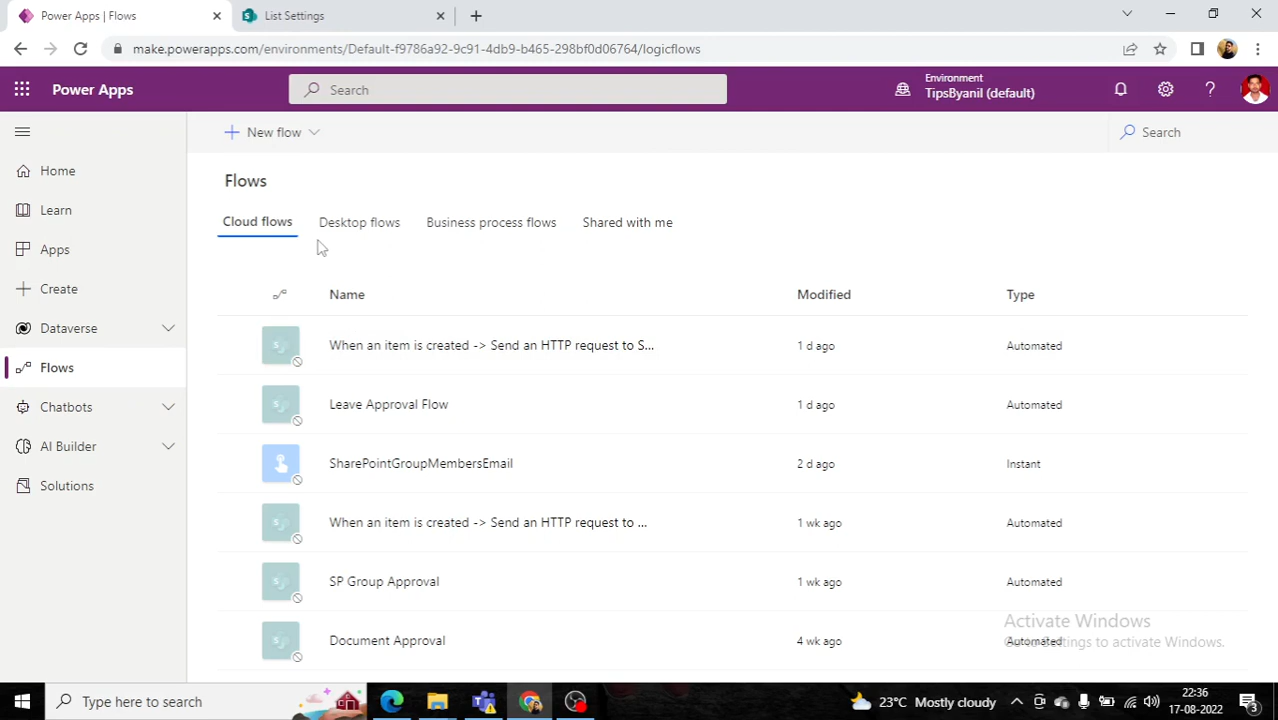 Power Apps | Flows
List Settings
make.powerapps.com/environments/Default-f9786a92-9c91-4db9-b465-298bf0d06764/logicflows
Power Apps
Search
Environment
TipsByanil (default)
New flow
Search
Home
Learn
Apps
Create
Dataverse
Flows
Chatbots
AI Builder
Solutions
Flows
Cloud flows
Desktop flows
Business process flows
Shared with me
Name
Modified
Type
When an item is created -> Send an HTTP request to S...
1 d ago
Automated
Leave Approval Flow
1 d ago
Automated
SharePointGroupMembersEmail
2 d ago
Instant
When an item is created -> Send an HTTP request to ...
1 wk ago
Automated
SP Group Approval
1 wk ago
Automated
Document Approval
4 wk ago
Automated
Activate Windows
Go to Settings to activate Windows.
Type here to search
23°C Mostly cloudly
22:36
17-08-2022
3